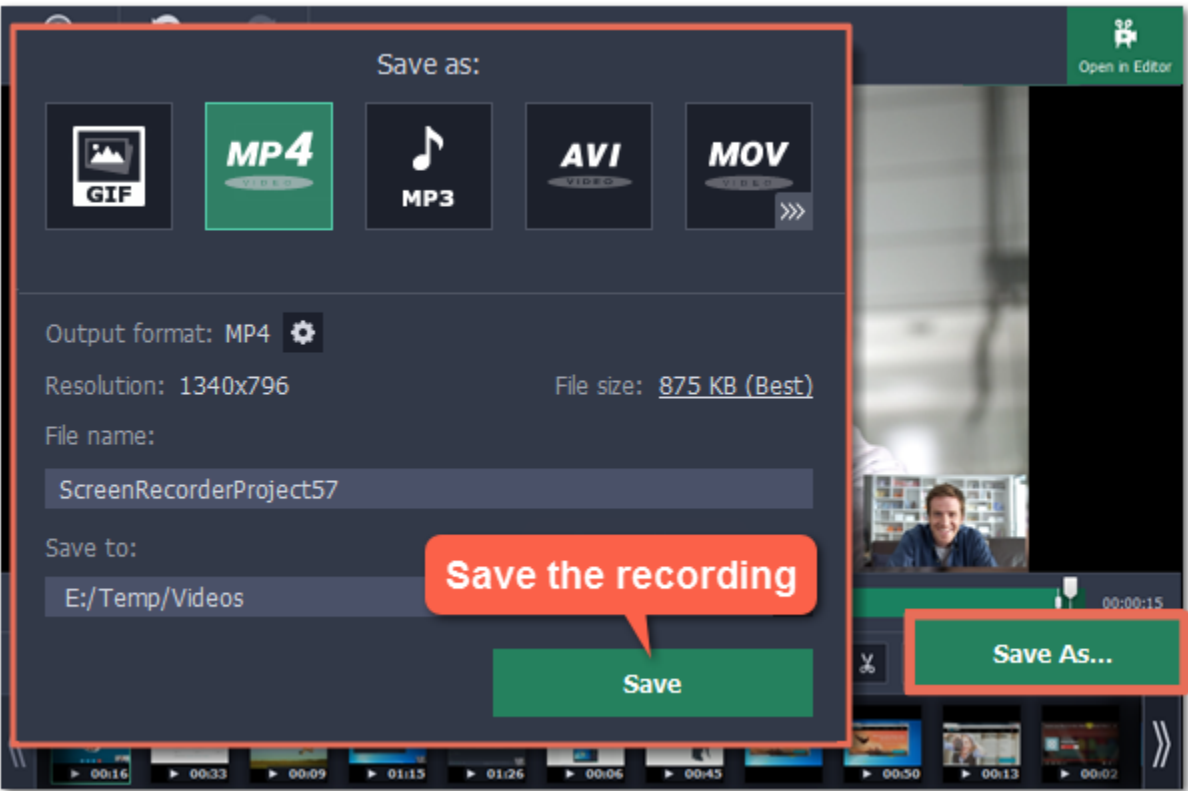 Save as:
Open in Editor
GIF
MP4
VIDEO
MP3
AVI
VIDEO
MOV
VIDEO
Output format: MP4
Resolution: 1340x796
File size: 875 KB (Best)
File name:
ScreenRecorderProject57
Save to:
E:/Temp/Videos
Save the recording
00:00:15
Save As...
Save
00:16
00:33
00:09
01:15
01:26
00:06
00:45
00:50
00:13
00:02